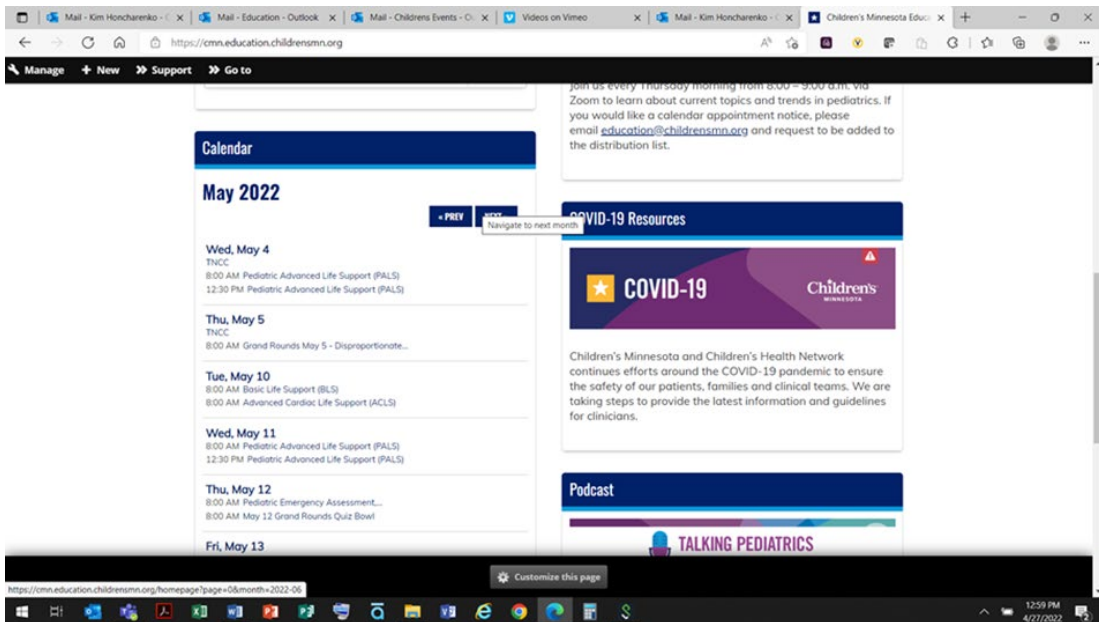 Mail - Kim Honcharenko - C
Mail - Education - Outlook
Mail - Childrens Events - O
Videos on Vimeo
Mail - Kim Honcharenko -
Children's Minnesota Educa
https://cmn.education.childrensmn.org
Manage + New Support Go to
Calendar
May 2022
« PREV
Navigate to next month
Wed, May 4
TNCC
8:00 AM Pediatric Advanced Life Support (PALS)
12:30 PM Pediatric Advanced Life Support (PALS)
Thu, May 5
TNCC
8:00 AM Grand Rounds May 5 - Disproportionate...
Tue, May 10
8:00 AM Basic Life Support (BLS)
8:00 AM Advanced Cardiac Life Support (ACLS)
Wed, May 11
8:00 AM Pediatric Advanced Life Support (PALS)
12:30 PM Pediatric Advanced Life Support (PALS)
Thu, May 12
8:00 AM Pediatric Emergency Assessment,...
8:00 AM May 12 Grand Rounds Quiz Bowl
Fri, May 13
join us every Thursday morning from 8:00 – 9:00 a.m. via
Zoom to learn about current topics and trends in pediatrics. If
you would like a calendar appointment notice, please
email education@childrensmn.org and request to be added to
the distribution list.
COVID-19 Resources
COVID-19
Children's
MINNESOTA
Children's Minnesota and Children's Health Network
continues efforts around the COVID-19 pandemic to ensure
the safety of our patients, families and clinical teams. We are
taking steps to provide the latest information and guidelines
for clinicians.
Podcast
TALKING PEDIATRICS
Customize this page
https://cmn.education.childrensmn.org/homepage?page=0&month=2022-06
12:59 PM
4/27/2022